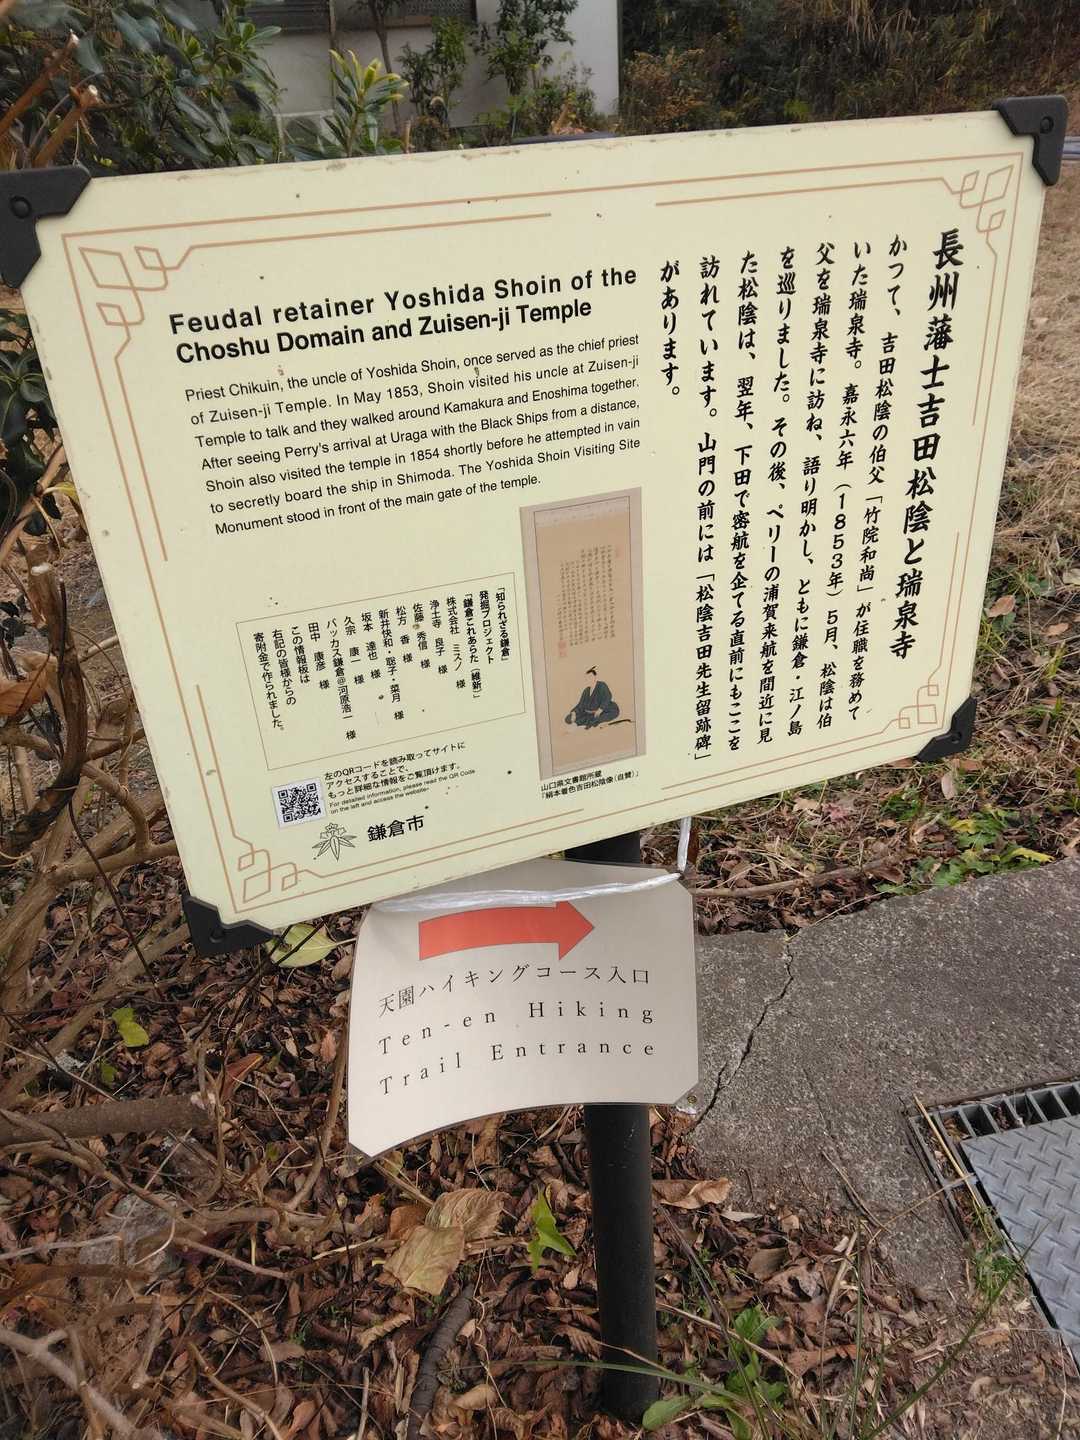 長州藩士吉田松陰と瑞泉寺
かつて、吉田松陰の伯父「竹院和尚」が住職を務めて
いた瑞泉寺。嘉永六年（1853年）5月、松陰は伯
父を瑞泉寺に訪ね、語り明かし、ともに鎌倉・江ノ島
を巡りました。その後、ペリーの浦賀来航を間近に見
た松陰は、翌年、下田で密航を企てる直前にもここを
訪れています。山門の前には「松陰吉田先生留跡碑」
があります。
Feudal retainer Yoshida Shoin of the
Choshu Domain and Zuisen-ji Temple
Priest Chikuin, the uncle of Yoshida Shoin, once served as the chief priest
of Zuisen-ji Temple. In May 1853, Shoin visited his uncle at Zuisen-ji
Temple to talk and they walked around Kamakura and Enoshima together.
After seeing Perry's arrival at Uraga with the Black Ships from a distance,
Shoin also visited the temple in 1854 shortly before he attempted in vain
to secretly board the ship in Shimoda. The Yoshida Shoin Visiting Site
Monument stood in front of the main gate of the temple.
「知られざる鎌倉」
発掘プロジェクト
「鎌倉これあらた（維新）」
株式会社 ミスノ 様
浄土寺 良子 様
佐藤 秀信 様
松方 香 様
新井快和・聡子・菜月 様
坂本 達也 様
久宗 康一 様
バッカス鎌倉@河原浩一 様
田中 康彦 様
この情報板は
右記の皆様からの
寄附金で作られました。
山口県文書館所蔵
「絹本着色吉田松陰像（自賛）」
左のQRコードを読み取ってサイトに
アクセスすることで、
もっと詳細な情報をご覧頂けます。
For detailed information, please read the QR Code
on the left and access the website.
鎌倉市
天園ハイキングコース入口
Ten-en Hiking
Trail Entrance